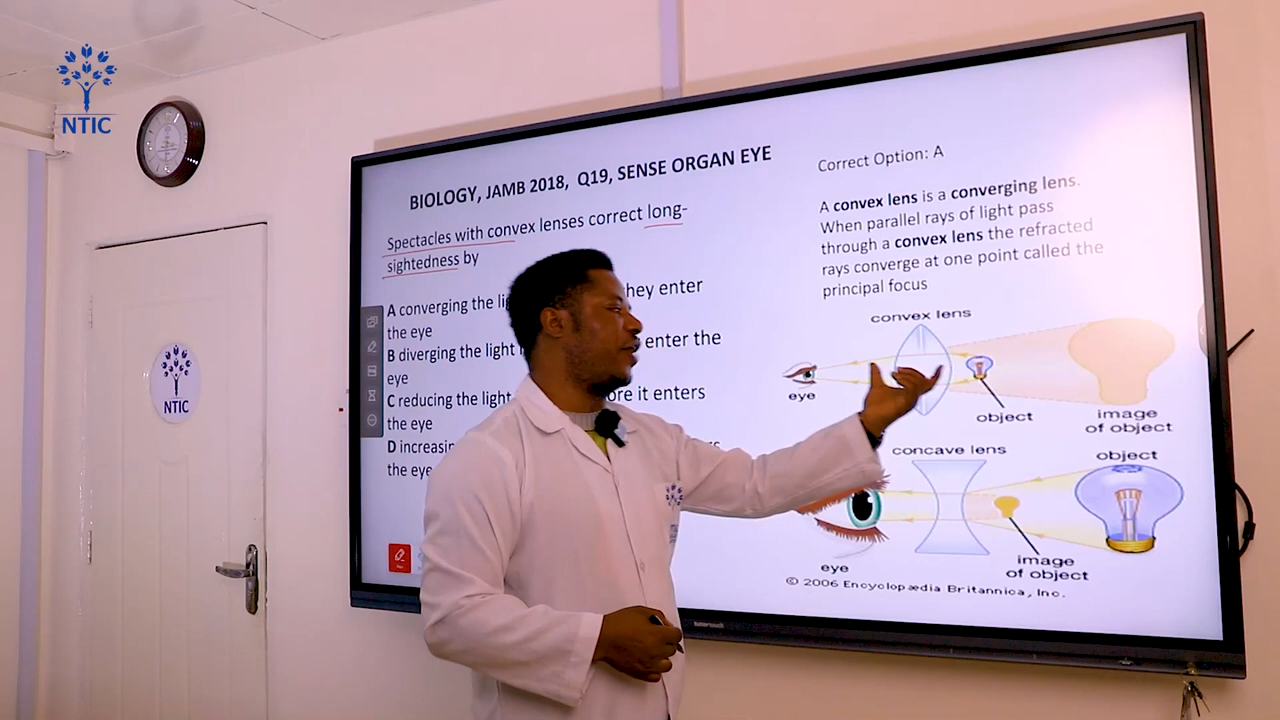 NTIC
NTIC
BIOLOGY, JAMB 2018, Q19, SENSE ORGAN EYE
Spectacles with convex lenses correct long-
sightedness by
A converging the hey enter
the eye
B diverging the light enter the
eye
C reducing the light ore it enters
the eye
D
the eye
Correct Option: A
A convex lens is a converging lens.
When parallel rays of light pass
through a convex lens the refracted
rays converge at one point called the
principal focus
convex lens
eye
object
image
of object
concave lens
object
eye
image
of object
© 2006 Encyclopædia Britannica, Inc.